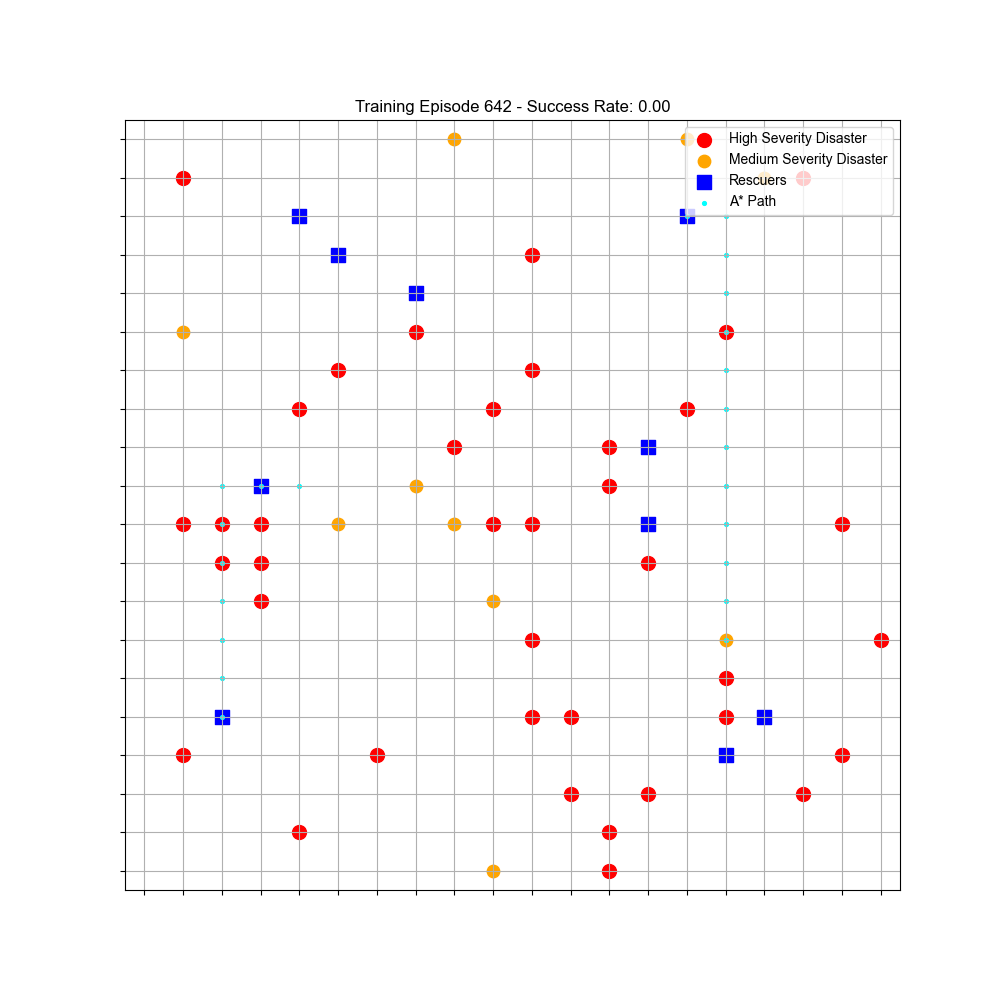 Training Episode 642 - Success Rate: 0.00
High Severity Disaster
Medium Severity Disaster
Rescuers
A* Path